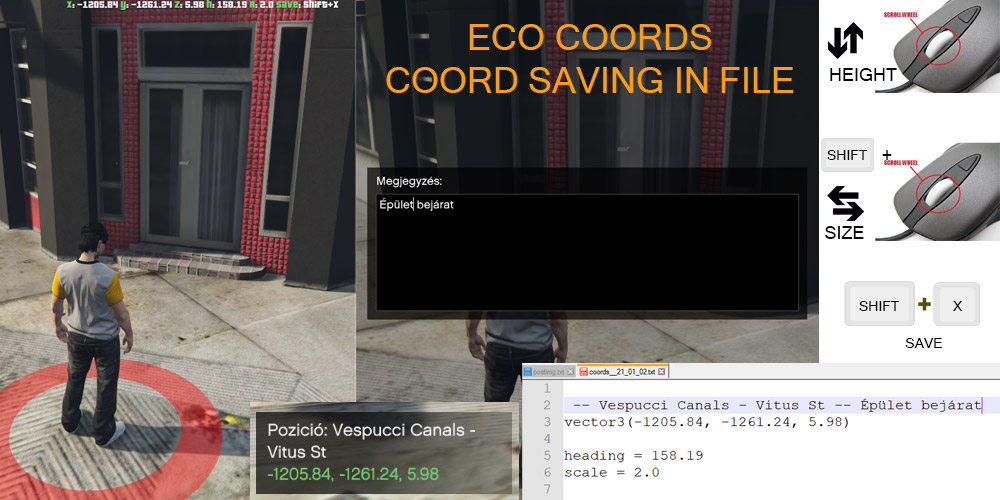 X: -1205.84 y: -1261.24 Z: 5.98 h: 158.19 R: 2.0 save: shift+X
ECO COORDS
COORD SAVING IN FILE
Megjegyzés:
Épület bejárat
Pozició: Vespucci Canals -
Vitus St
-1205.84, -1261.24, 5.98
SCROLL WHEEL
HEIGHT
SHIFT +
SCROLL WHEEL
SIZE
SHIFT + X
SAVE
posting.txt coords__21_01_02.txt
1
2 -- Vespucci Canals - Vitus St -- Épület bejárat
3 vector3(-1205.84, -1261.24, 5.98)
4
5 heading = 158.19
6 scale = 2.0
7